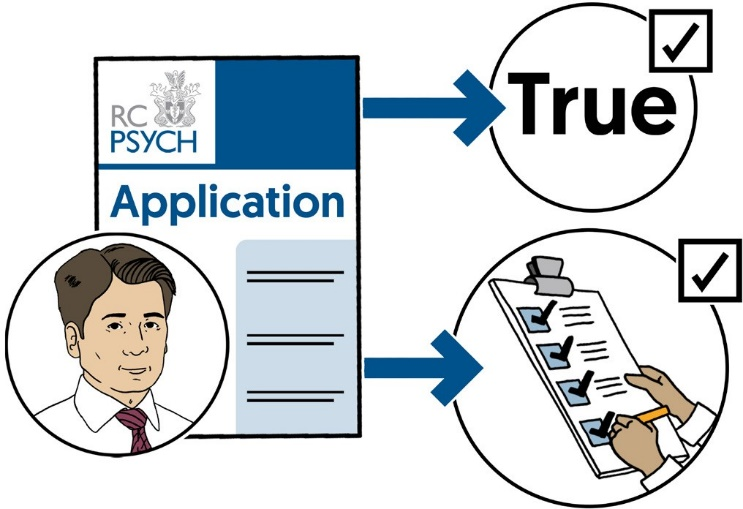 RC
PSYCH
Application
True